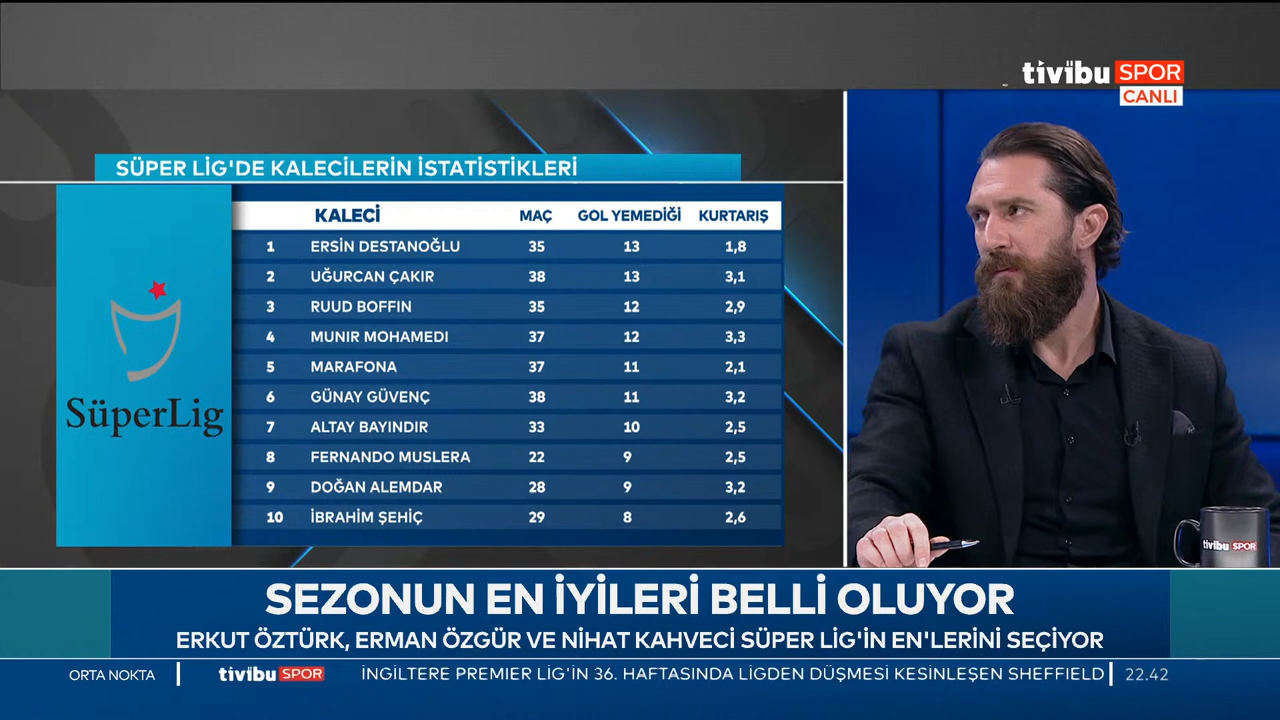 tivibu SPOR
CANLI
SÜPER LİG'DE KALECİLERİN İSTATİSTİKLERİ
KALECİ MAÇ GOL YEMEDİĞİ KURTARIŞ
1 ERSİN DESTANOĞLU 35 13 1,8
2 UĞURCAN ÇAKIR 38 13 3,1
3 RUUD BOFFIN 35 12 2,9
4 MUNIR MOHAMEDI 37 12 3,3
5 MARAFONA 37 11 2,1
6 GÜNAY GÜVENÇ 38 11 3,2
7 ALTAY BAYINDIR 33 10 2,5
8 FERNANDO MUSLERA 22 9 2,5
9 DOĞAN ALEMDAR 28 9 3,2
10 İBRAHİM ŞEHİÇ 29 8 2,6
SüperLig
tivibu SPOR
SEZONUN EN İYİLERİ BELLİ OLUYOR
ERKUT ÖZTÜRK, ERMAN ÖZGÜR VE NİHAT KAHVECİ SÜPER LİG'İN EN'LERİNİ SEÇİYOR
ORTA NOKTA tivibu SPOR İNGİLTERE PREMIER LİG'İN 36. HAFTASINDA LİGDEN DÜŞMESİ KESİNLEŞEN SHEFFIELD 22.42